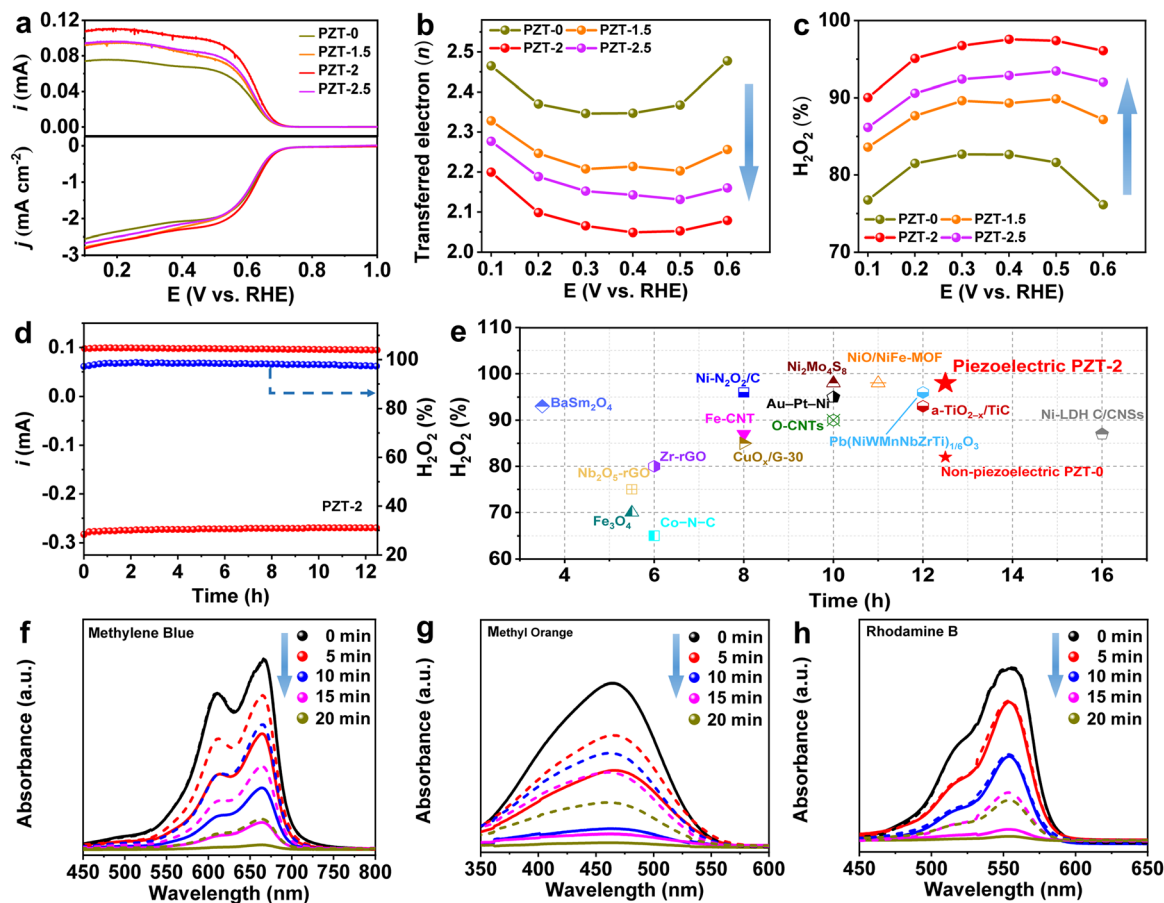 a
PZT-0
PZT-1.5
PZT-2
PZT-2.5
i (mA)
0.12
0.08
0.04
0.00
j (mA cm⁻²)
0
-1
-2
-3
0.2 0.4 0.6 0.8 1.0
E (V vs. RHE)
b
PZT-0 PZT-1.5
PZT-2 PZT-2.5
Transferred electron (n)
2.5
2.4
2.3
2.2
2.1
2.0
0.1 0.2 0.3 0.4 0.5 0.6
E (V vs. RHE)
c
H₂O₂ (%)
100
90
80
70
PZT-0 PZT-1.5
PZT-2 PZT-2.5
0.1 0.2 0.3 0.4 0.5 0.6
E (V vs. RHE)
d
i (mA)
0.1
0.0
-0.1
-0.2
-0.3
PZT-2
100
80
60
40
20
H₂O₂ (%)
0 2 4 6 8 10 12
Time (h)
e
H₂O₂ (%)
110
100
90
80
70
60
BaSm₂O₄
Ni-N₂O₂/C
Ni₂Mo₄S₈
NiO/NiFe-MOF
Piezoelectric PZT-2
Fe-CNT
Au–Pt–Ni
a-TiO₂₋ₓ/TiC
Ni-LDH C/CNSs
O-CNTs
Pb(NiWMnNbZrTi)₁/₆O₃
Zr-rGO
CuOₓ/G-30
Non-piezoelectric PZT-0
Nb₂O₅-rGO
Fe₃O₄
Co–N–C
4 6 8 10 12 14 16
Time (h)
f
Methylene Blue
0 min
5 min
10 min
15 min
20 min
Absorbance (a.u.)
450 500 550 600 650 700 750 800
Wavelength (nm)
g
Methyl Orange
0 min
5 min
10 min
15 min
20 min
Absorbance (a.u.)
350 400 450 500 550 600
Wavelength (nm)
h
Rhodamine B
0 min
5 min
10 min
15 min
20 min
Absorbance (a.u.)
450 500 550 600 650
Wavelength (nm)